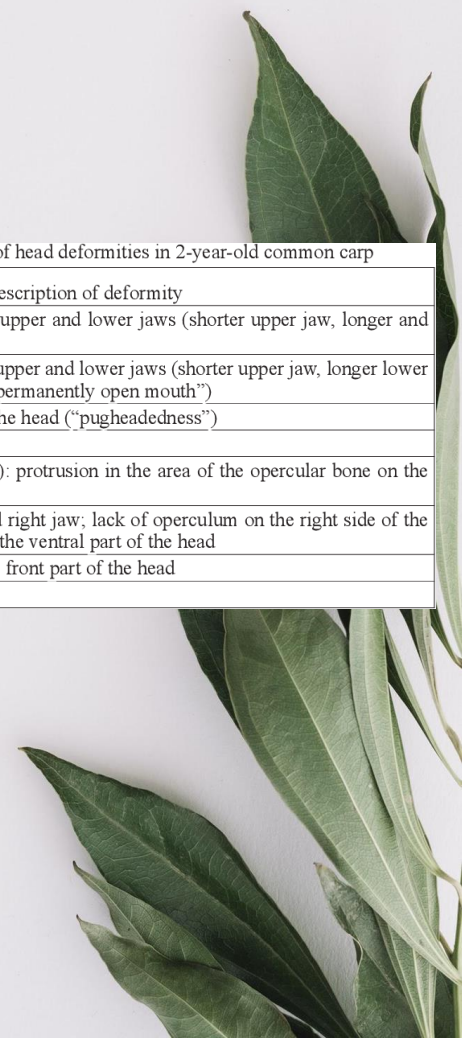 of head deformities in 2-year-old common carp
escription of deformity
upper and lower jaws (shorter upper jaw, longer and
upper and lower jaws (shorter upper jaw, longer lower
permanently open mouth”)
he head (“pugheadedness”)
): protrusion in the area of the opercular bone on the
right jaw; lack of operculum on the right side of the
the ventral part of the head
front part of the head